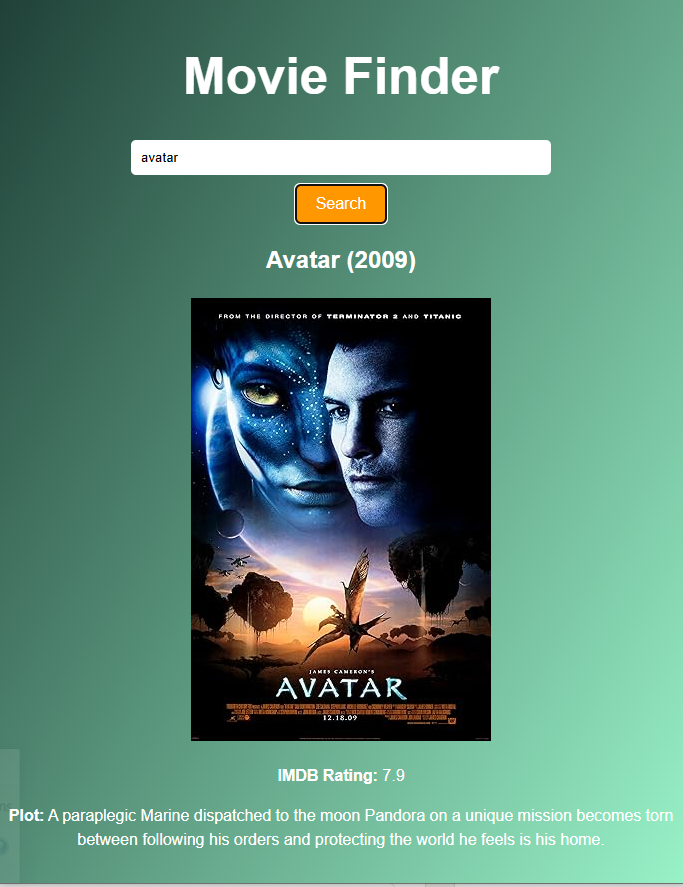 Movie Finder
avatar
Search
Avatar (2009)
FROM THE DIRECTOR OF TERMINATOR 2 AND TITANIC
JAMES CAMERON'S
AVATAR
12.18.09
IMDB Rating: 7.9
Plot: A paraplegic Marine dispatched to the moon Pandora on a unique mission becomes torn
between following his orders and protecting the world he feels is his home.